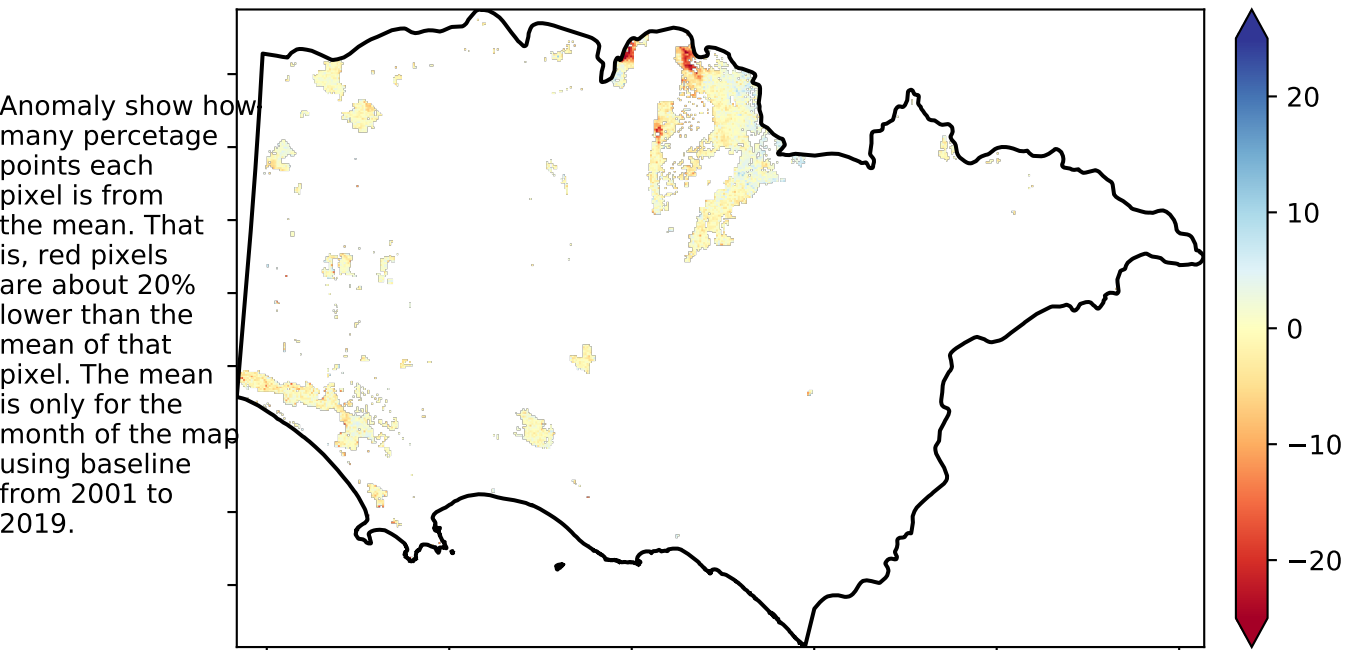 Anomaly show how
many percetage
points each
pixel is from
the mean. That
is, red pixels
are about 20%
lower than the
mean of that
pixel. The mean
is only for the
month of the map
using baseline
from 2001 to
2019.
20
10
0
−10
−20